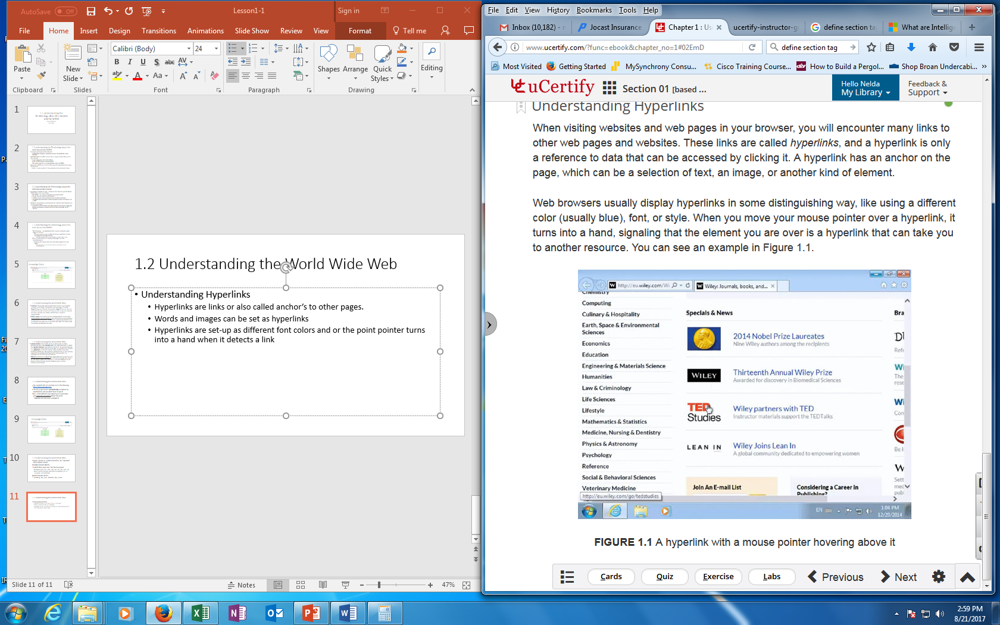 AutoSave Off
Lesson1-1
Sign in
File Home Insert Design Transitions Animations Slide Show Review View Format Tell me
Calibri (Body) 24
Paste
New
Slide
Shapes Arrange Quick
Styles
Editing
B I U S abc AV
Aa A A
Clipboard Slides Font Paragraph Drawing
1
2
3
4
5
6
7
8
9
10
11
1.2 Understanding the World Wide Web
• Understanding Hyperlinks
• Hyperlinks are links or also called anchor's to other pages.
• Words and images can be set as hyperlinks
• Hyperlinks are set-up as different font colors and or the point pointer turns
into a hand when it detects a link
Slide 11 of 11
Notes
47%
File Edit View History Bookmarks Tools Help
Inbox (10,182) -
Jocast Insurance
Chapter 1 : Us
ucertify-instructor-g
define section ta
What are Intellig
www.ucertify.com/?func=ebook&chapter_no=1#02EmD
define section tag
Most Visited Getting Started MySynchrony Consu... Cisco Training Course... How to Build a Pergol... Shop Broan Undercabi...
uCertify
Section 01 [based ...
Hello Nelda
My Library
Feedback &
Support
Understanding Hyperlinks
When visiting websites and web pages in your browser, you will encounter many links to
other web pages and websites. These links are called hyperlinks, and a hyperlink is only
a reference to data that can be accessed by clicking it. A hyperlink has an anchor on the
page, which can be a selection of text, an image, or another kind of element.
Web browsers usually display hyperlinks in some distinguishing way, like using a different
color (usually blue), font, or style. When you move your mouse pointer over a hyperlink, it
turns into a hand, signaling that the element you are over is a hyperlink that can take you
to another resource. You can see an example in Figure 1.1.
http://eu.wiley.com/Wi
Wiley: Journals, books, and...
Chemistry
Computing
Culinary & Hospitality
Earth, Space & Environmental
Sciences
Economics
Education
Engineering & Materials Science
Humanities
Law & Criminology
Life Sciences
Lifestyle
Mathematics & Statistics
Medicine, Nursing & Dentistry
Physics & Astronomy
Psychology
Reference
Social & Behavioral Sciences
Veterinary Medicine
http://eu.wiley.com/go/tedstudies
Specials & News
Bra
2014 Nobel Prize Laureates
Nine Wiley authors among the recipients
WILEY
Thirteenth Annual Wiley Prize
Awarded for discovery in Biomedical Sciences
TED
Studies
Wiley partners with TED
Instructor materials support the TEDTalks
LEAN IN
Wiley Joins Lean In
A global community dedicated to empowering women
Join An E-mail List
Considering a Career in
Publishing?
EN
1:04 PM
12/29/2014
FIGURE 1.1 A hyperlink with a mouse pointer hovering above it
Cards Quiz Exercise Labs Previous Next
2:59 PM
8/21/2017